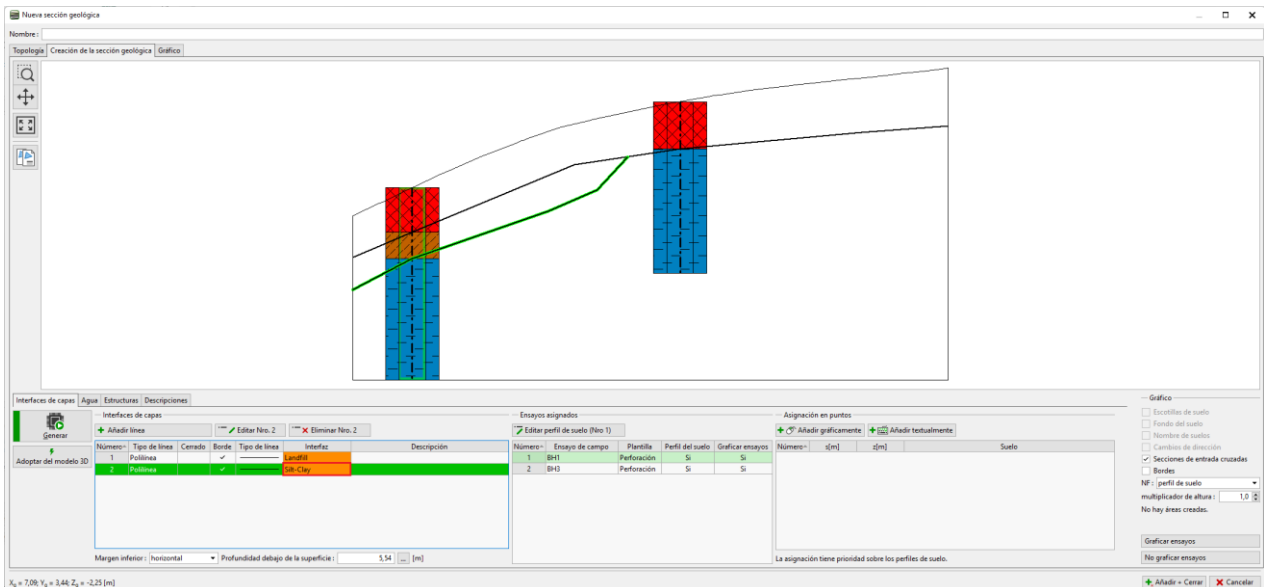 Nueva sección geológica
Nombre :
Topología Creación de la sección geológica Gráfico
Interfaces de capas Agua Estructuras Descripciones
Generar
Adoptar del modelo 3D
Interfaces de capas
Añadir línea Editar Nro. 2 Eliminar Nro. 2
Número Tipo de línea Cerrado Borde Tipo de línea Interfaz Descripción
1 Polilínea Landfill
2 Polilínea Silt-Clay
Margen inferior : horizontal Profundidad debajo de la superficie : 5,54 ... [m]
Ensayos asignados
Editar perfil de suelo (Nro 1)
Número Ensayo de campo Plantilla Perfil del suelo Graficar ensayos
1 BH1 Perforación Si Si
2 BH3 Perforación Si Si
Asignación en puntos
Añadir gráficamente Añadir textualmente
Número s[m] z[m] Suelo
La asignación tiene prioridad sobre los perfiles de suelo.
Gráfico
Escotillas de suelo
Fondo del suelo
Nombre de suelos
Cambios de dirección
Secciones de entrada cruzadas
Bordes
NF : perfil de suelo
multiplicador de altura : 1,0
No hay áreas creadas.
Graficar ensayos
No graficar ensayos
Añadir + Cerrar Cancelar